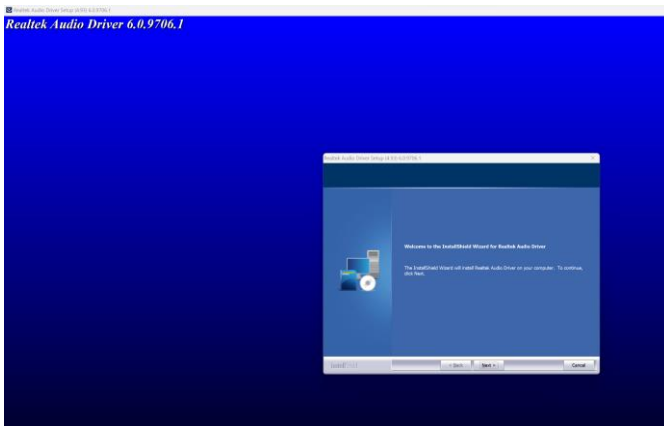 Realtek Audio Driver Setup (4.93) 6.0.9706.1
Realtek Audio Driver 6.0.9706.1
Realtek Audio Driver Setup (4.93) 6.0.9706.1
Welcome to the InstallShield Wizard for Realtek Audio Driver
The InstallShield Wizard will install Realtek Audio Driver on your computer. To continue,
click Next.
InstallShield
< Back
Next >
Cancel